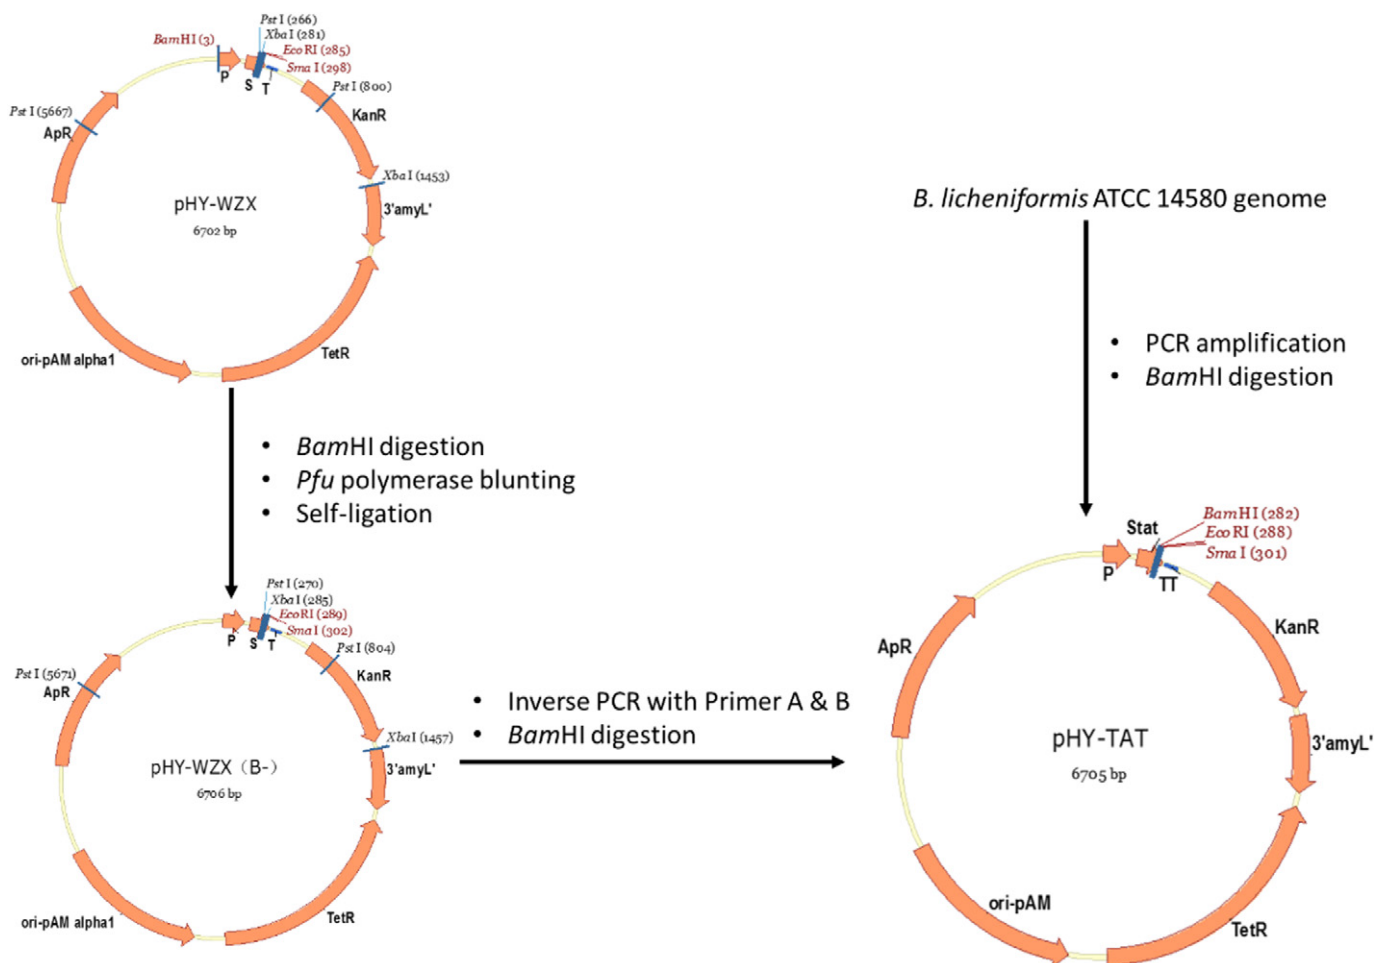 PstI (266)
XbaI (281)
BamHI (3)
EcoRI (285)
SmaI (298)
P
S
T
PstI (800)
KanR
PstI (5667)
ApR
XbaI (1453)
3'amyL'
pHY-WZX
6702 bp
TetR
ori-pAM alpha1
• BamHI digestion
• Pfu polymerase blunting
• Self-ligation
PstI (270)
XbaI (285)
EcoRI (289)
SmaI (302)
P
S
T
PstI (804)
KanR
PstI (5671)
ApR
XbaI (1457)
3'amyL'
pHY-WZX（B-）
6706 bp
TetR
ori-pAM alpha1
• Inverse PCR with Primer A & B
• BamHI digestion
B. licheniformis ATCC 14580 genome
• PCR amplification
• BamHI digestion
BamHI (282)
EcoRI (288)
SmaI (301)
Stat
P
TT
KanR
ApR
3'amyL'
pHY-TAT
6705 bp
ori-pAM
TetR